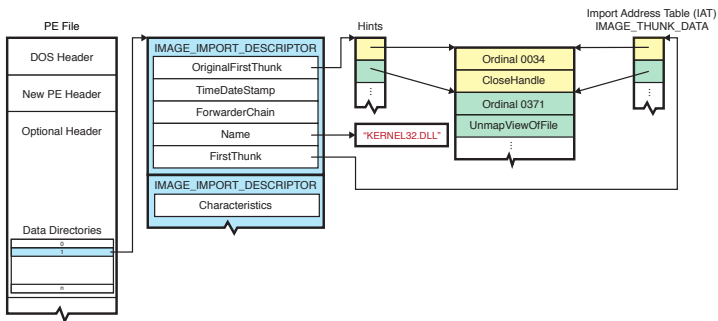 PE File
DOS Header
New PE Header
Optional Header
Data Directories
0
1
n
IMAGE_IMPORT_DESCRIPTOR
OriginalFirstThunk
TimeDateStamp
ForwarderChain
Name
FirstThunk
IMAGE_IMPORT_DESCRIPTOR
Characteristics
Hints
⋮
"KERNEL32.DLL"
Ordinal 0034
CloseHandle
Ordinal 0371
UnmapViewOfFile
⋮
Import Address Table (IAT)
IMAGE_THUNK_DATA
⋮